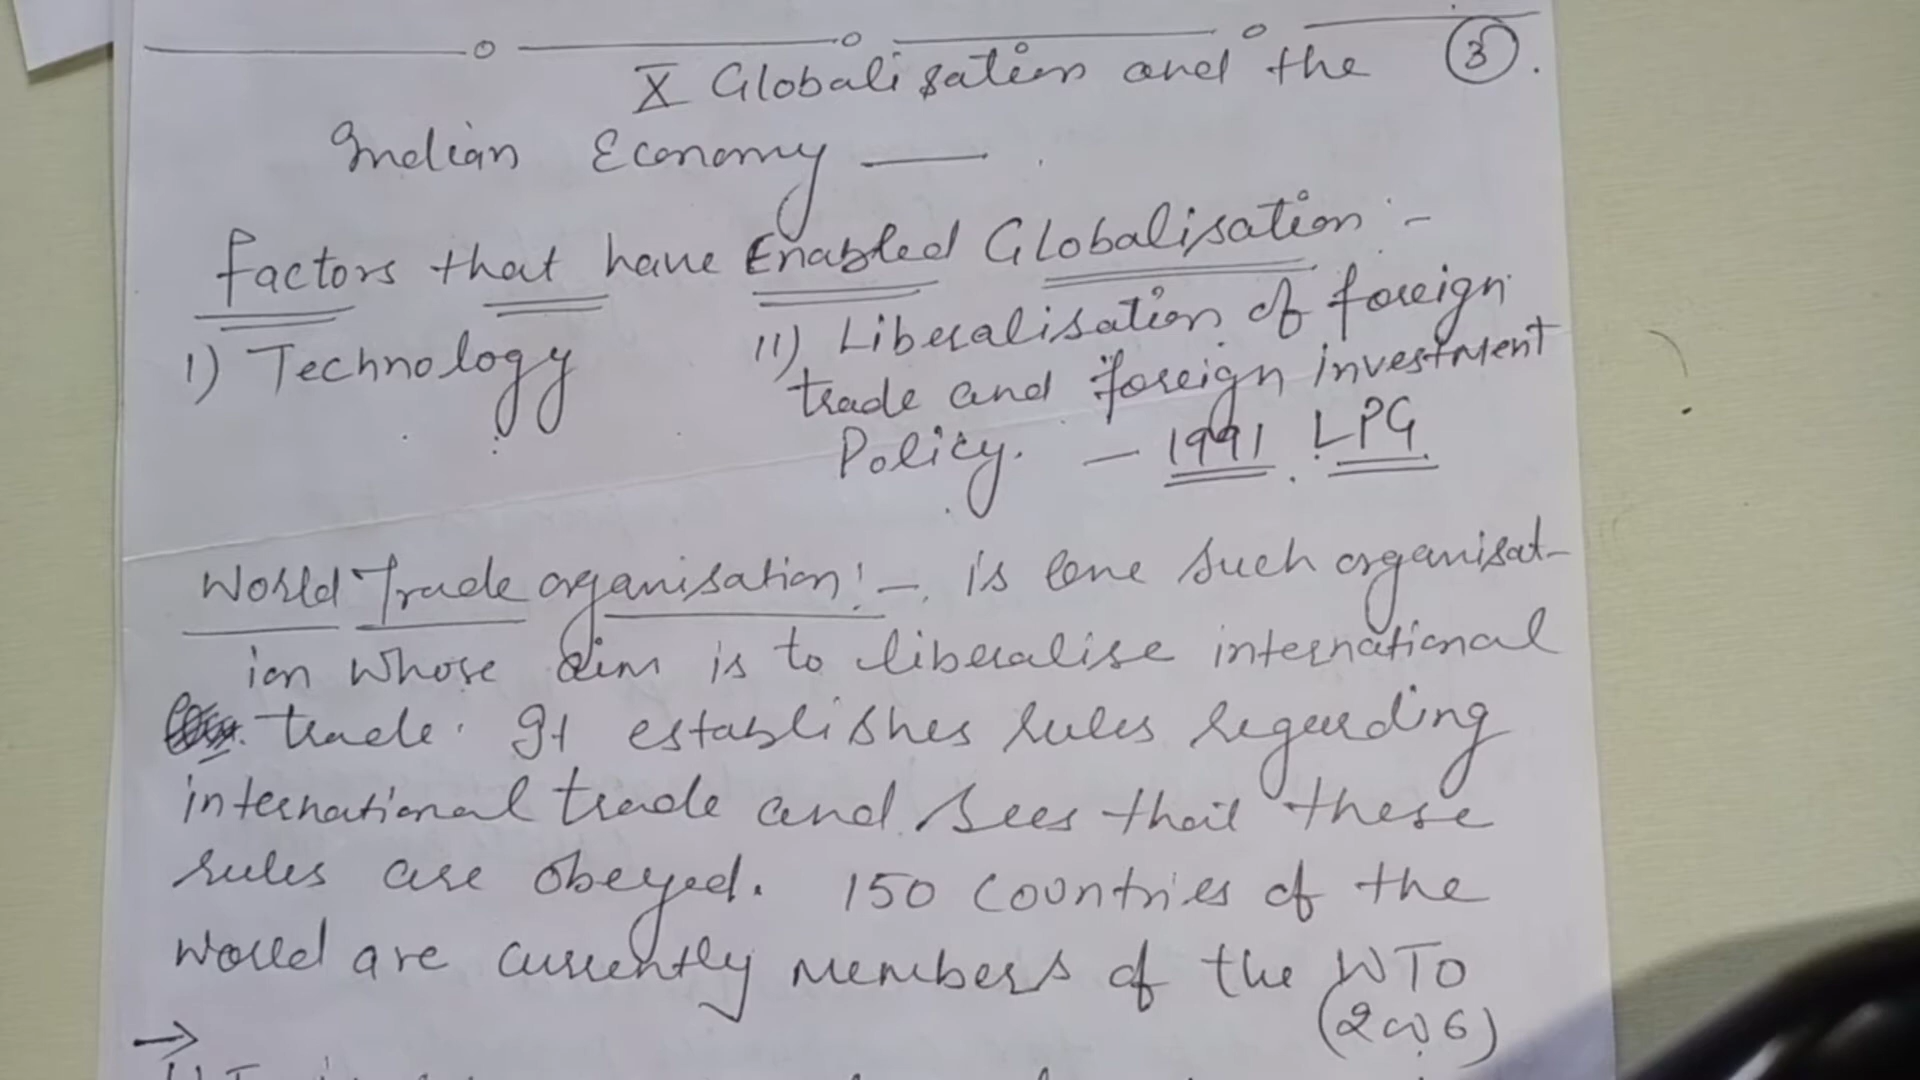 X Globalisation and the 3.
Indian Economy —
factors that have Enabled Globalisation :-
I) Technology
II) Liberalisation of foreign
trade and foreign investment
Policy. - 1991. LPG
World Trade organisation! -. is one such organisat-
ion whose aim is to liberalise international
trade. It establishes rules regarding
international trade and sees that these
rules are obeyed. 150 countries of the
world are currently members of the WTO
(2006)
→